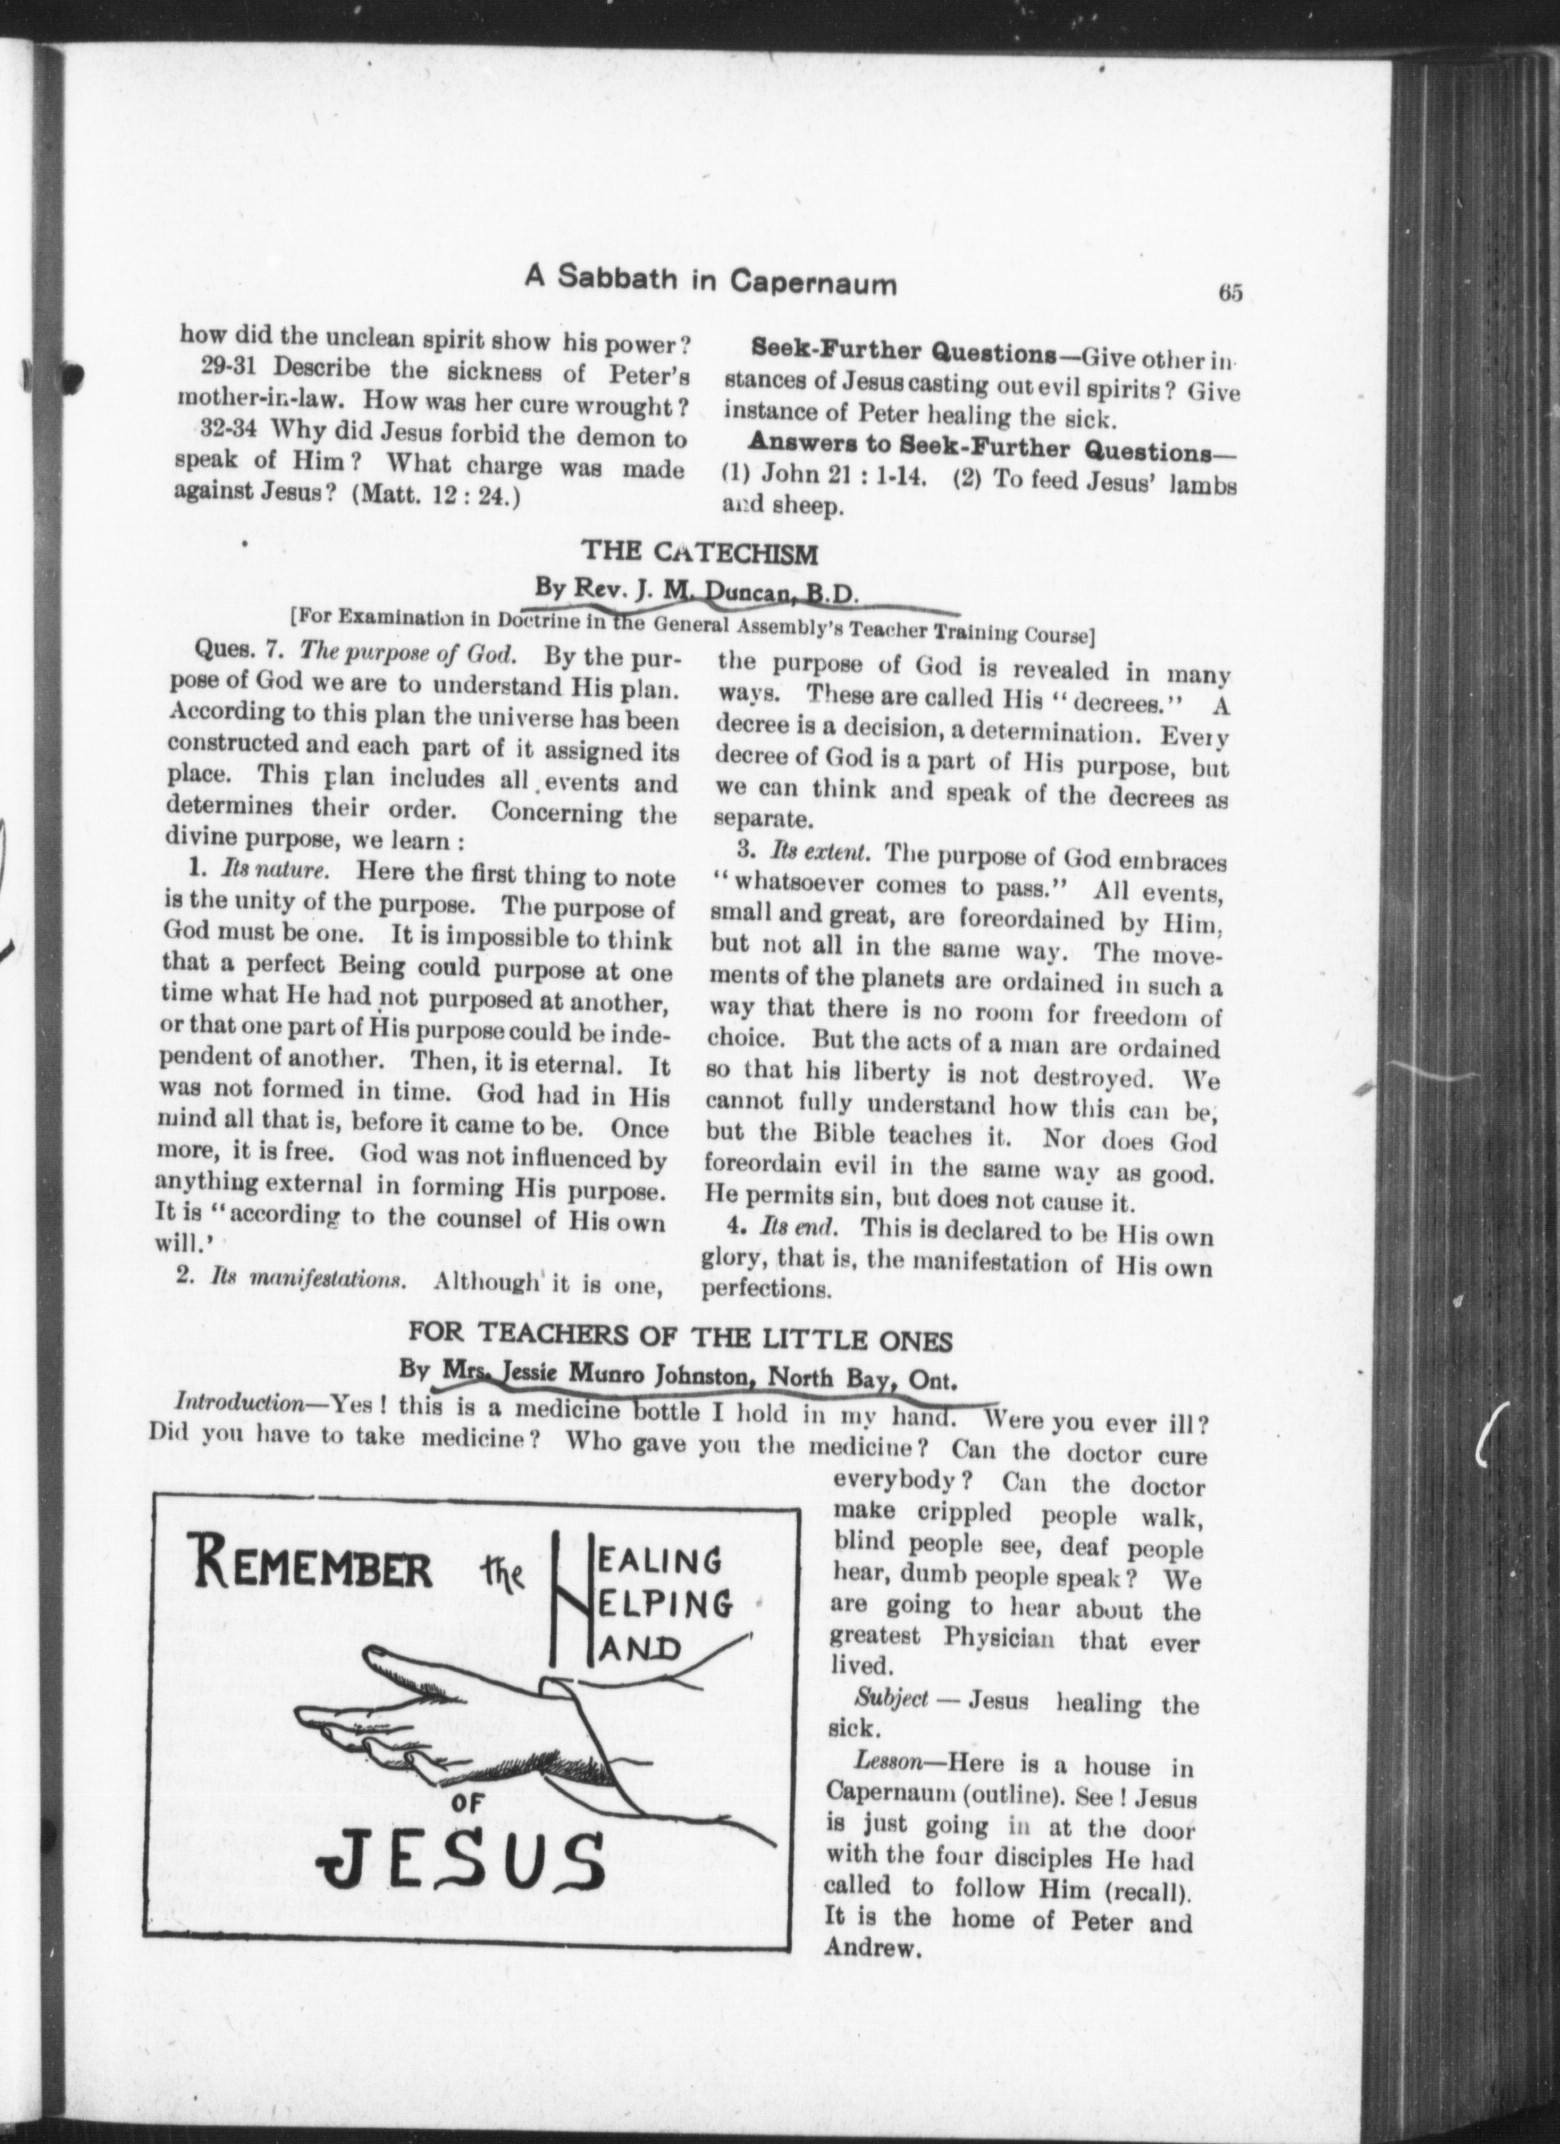 A Sabbath in Capernaum
65
how did the unclean spirit show his power?
29-31 Describe the sickness of Peter's
mother-in-law. How was her cure wrought?
32-34 Why did Jesus forbid the demon to
speak of Him? What charge was made
against Jesus? (Matt. 12 : 24.)
Seek-Further Questions—Give other in-
stances of Jesus casting out evil spirits? Give
instance of Peter healing the sick.
Answers to Seek-Further Questions—
(1) John 21 : 1-14. (2) To feed Jesus' lambs
and sheep.
THE CATECHISM
By Rev. J. M. Duncan, B.D.
[For Examination in Doctrine in the General Assembly's Teacher Training Course]
Ques. 7. The purpose of God. By the pur-
pose of God we are to understand His plan.
According to this plan the universe has been
constructed and each part of it assigned its
place. This plan includes all events and
determines their order. Concerning the
divine purpose, we learn :
1. Its nature. Here the first thing to note
is the unity of the purpose. The purpose of
God must be one. It is impossible to think
that a perfect Being could purpose at one
time what He had not purposed at another,
or that one part of His purpose could be inde-
pendent of another. Then, it is eternal. It
was not formed in time. God had in His
mind all that is, before it came to be. Once
more, it is free. God was not influenced by
anything external in forming His purpose.
It is "according to the counsel of His own
will.'
2. Its manifestations. Although it is one,
the purpose of God is revealed in many
ways. These are called His "decrees." A
decree is a decision, a determination. Every
decree of God is a part of His purpose, but
we can think and speak of the decrees as
separate.
3. Its extent. The purpose of God embraces
"whatsoever comes to pass." All events,
small and great, are foreordained by Him,
but not all in the same way. The move-
ments of the planets are ordained in such a
way that there is no room for freedom of
choice. But the acts of a man are ordained
so that his liberty is not destroyed. We
cannot fully understand how this can be,
but the Bible teaches it. Nor does God
foreordain evil in the same way as good.
He permits sin, but does not cause it.
4. Its end. This is declared to be His own
glory, that is, the manifestation of His own
perfections.
FOR TEACHERS OF THE LITTLE ONES
By Mrs. Jessie Munro Johnston, North Bay, Ont.
Introduction—Yes! this is a medicine bottle I hold in my hand. Were you ever ill?
Did you have to take medicine? Who gave you the medicine? Can the doctor cure
everybody? Can the doctor
make crippled people walk,
blind people see, deaf people
hear, dumb people speak? We
are going to hear about the
greatest Physician that ever
lived.
Subject — Jesus healing the
sick.
Lesson—Here is a house in
Capernaum (outline). See! Jesus
is just going in at the door
with the four disciples He had
called to follow Him (recall).
It is the home of Peter and
Andrew.
REMEMBER the HEALING
HELPING
HAND
OF
JESUS